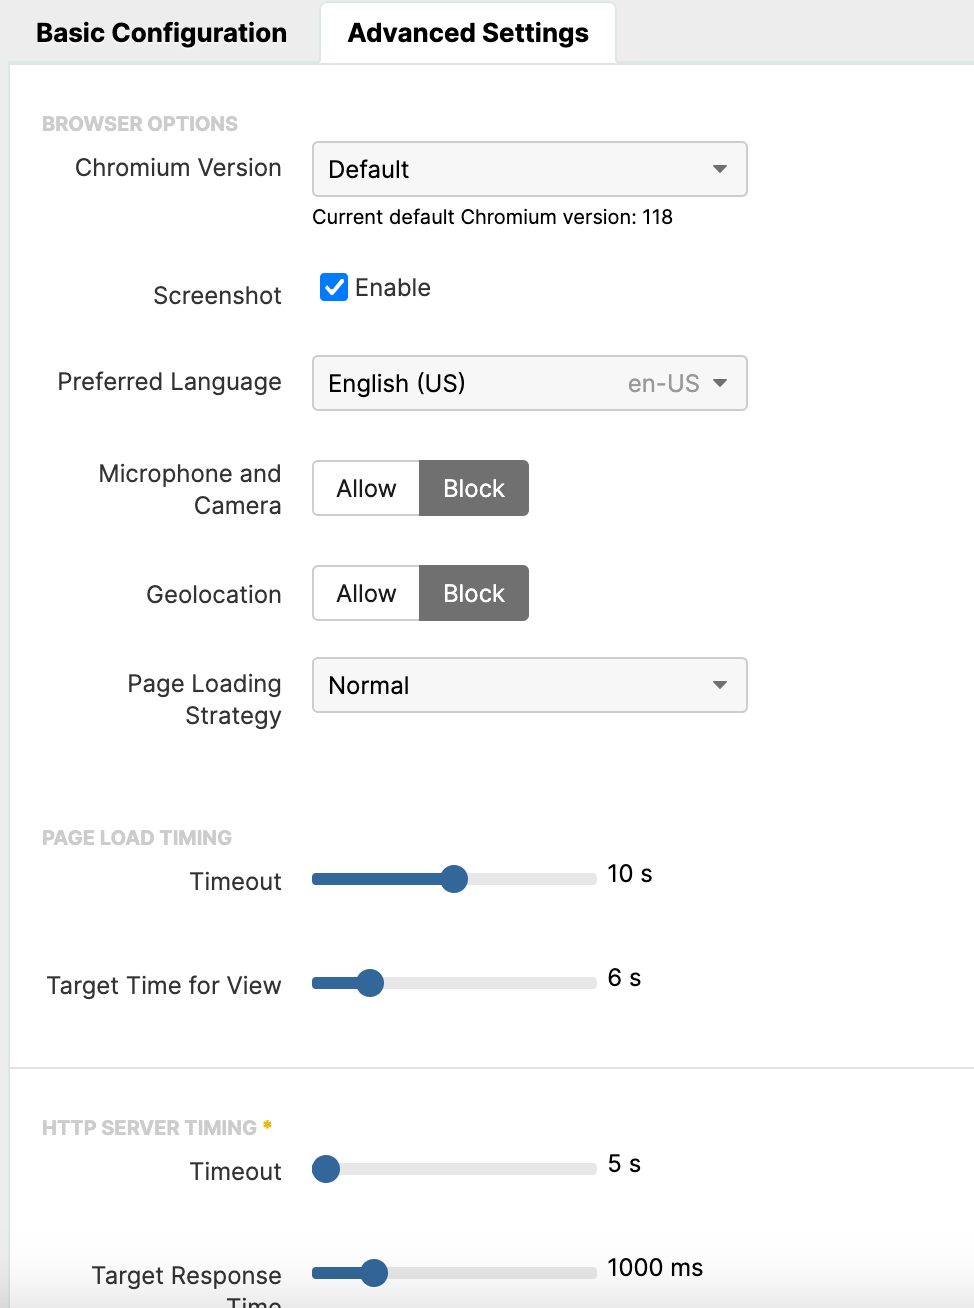 Basic Configuration
Advanced Settings
BROWSER OPTIONS
Chromium Version
Default
Current default Chromium version: 118
Screenshot
Enable
Preferred Language
English (US)
en-US
Microphone and
Camera
Allow
Block
Geolocation
Allow
Block
Page Loading
Strategy
Normal
PAGE LOAD TIMING
Timeout
10 s
Target Time for View
6 s
HTTP SERVER TIMING *
Timeout
5 s
Target Response
Time
1000 ms